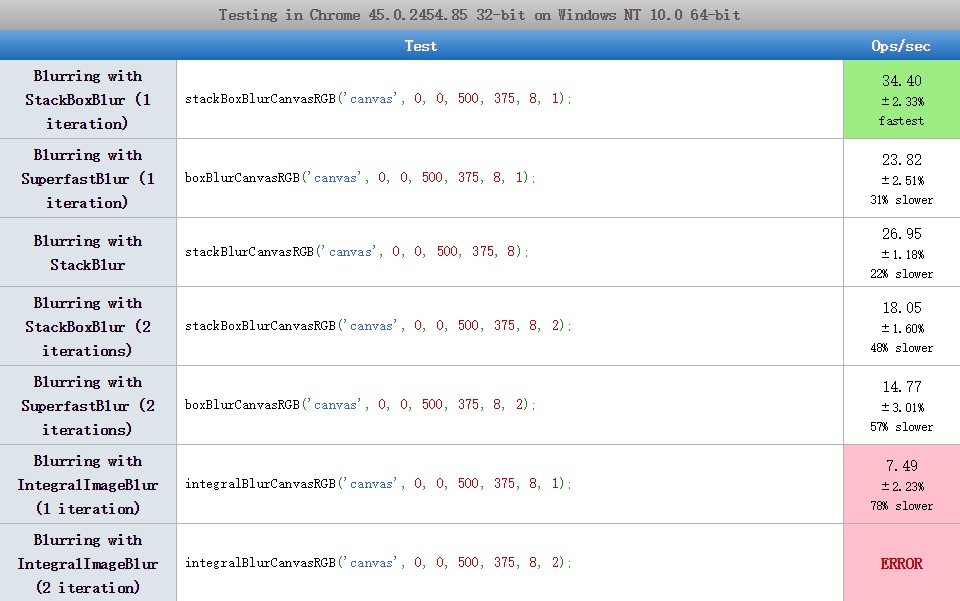 Testing in Chrome 45.0.2454.85 32-bit on Windows NT 10.0 64-bit
Test Ops/sec
Blurring with
StackBoxBlur (1
iteration)
stackBoxBlurCanvasRGB('canvas', 0, 0, 500, 375, 8, 1);
34.40
±2.33%
fastest
Blurring with
SuperfastBlur (1
iteration)
boxBlurCanvasRGB('canvas', 0, 0, 500, 375, 8, 1);
23.82
±2.51%
31% slower
Blurring with
StackBlur
stackBlurCanvasRGB('canvas', 0, 0, 500, 375, 8);
26.95
±1.18%
22% slower
Blurring with
StackBoxBlur (2
iterations)
stackBoxBlurCanvasRGB('canvas', 0, 0, 500, 375, 8, 2);
18.05
±1.60%
48% slower
Blurring with
SuperfastBlur (2
iterations)
boxBlurCanvasRGB('canvas', 0, 0, 500, 375, 8, 2);
14.77
±3.01%
57% slower
Blurring with
IntegralImageBlur
(1 iteration)
integralBlurCanvasRGB('canvas', 0, 0, 500, 375, 8, 1);
7.49
±2.23%
78% slower
Blurring with
IntegralImageBlur
(2 iteration)
integralBlurCanvasRGB('canvas', 0, 0, 500, 375, 8, 2);
ERROR